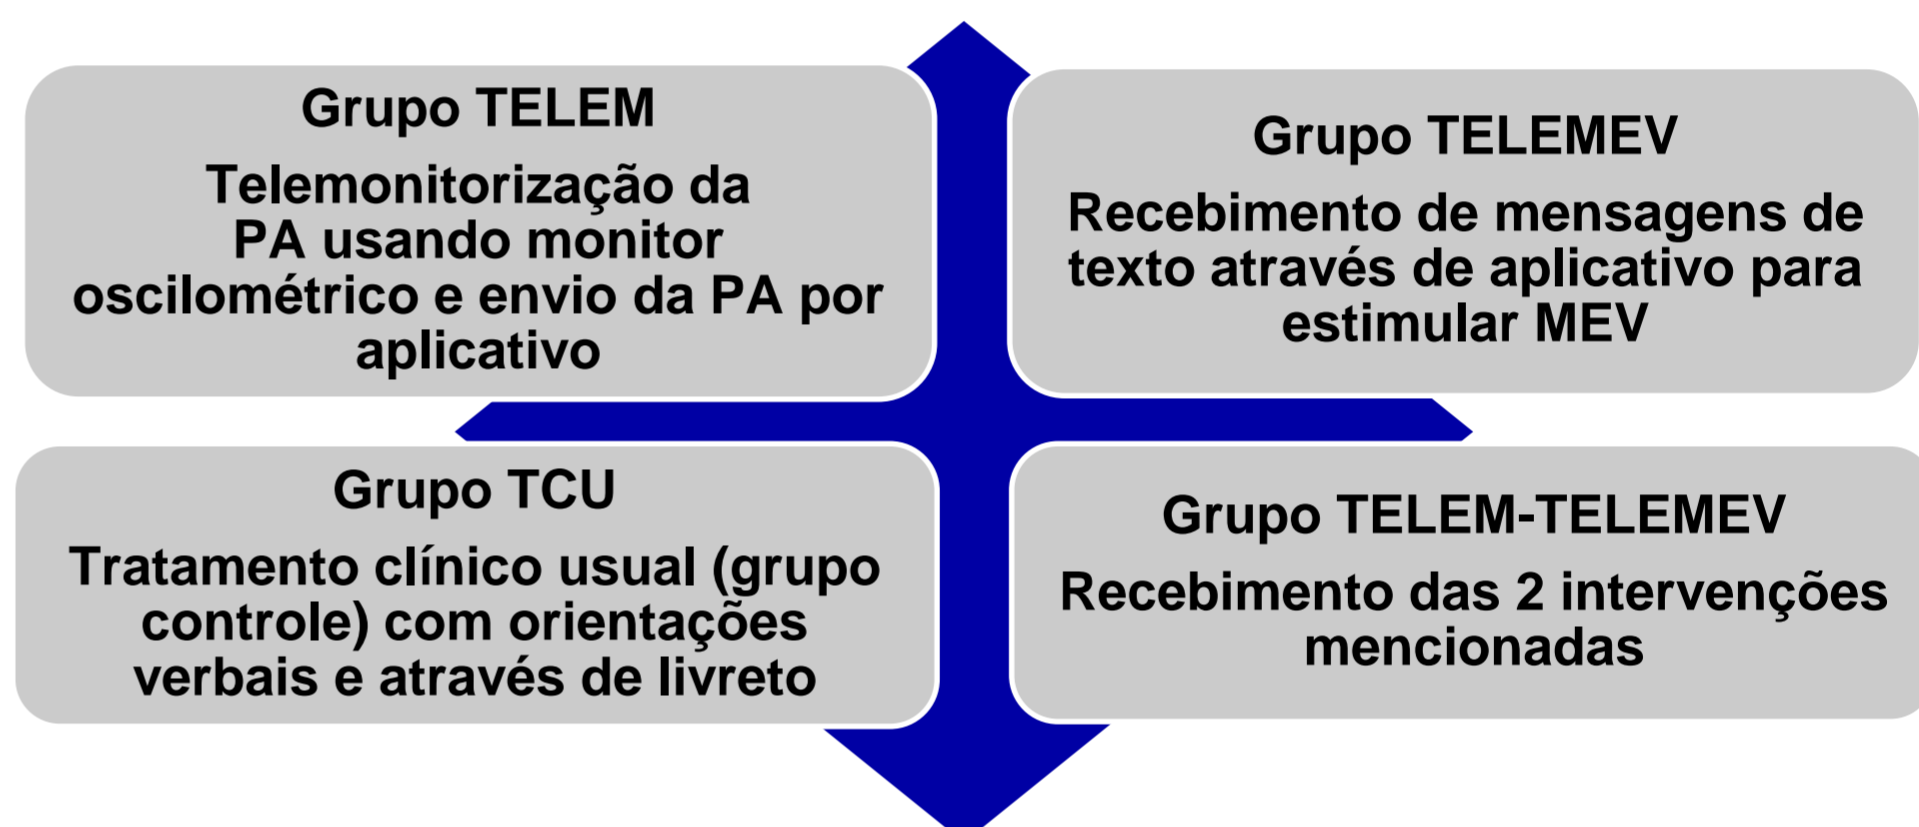 Grupo TELEM
Telemonitorização da
PA usando monitor
oscilométrico e envio da PA por
aplicativo
Grupo TELEMEV
Recebimento de mensagens de
texto através de aplicativo para
estimular MEV
Grupo TCU
Tratamento clínico usual (grupo
controle) com orientações
verbais e através de livreto
Grupo TELEM-TELEMEV
Recebimento das 2 intervenções
mencionadas